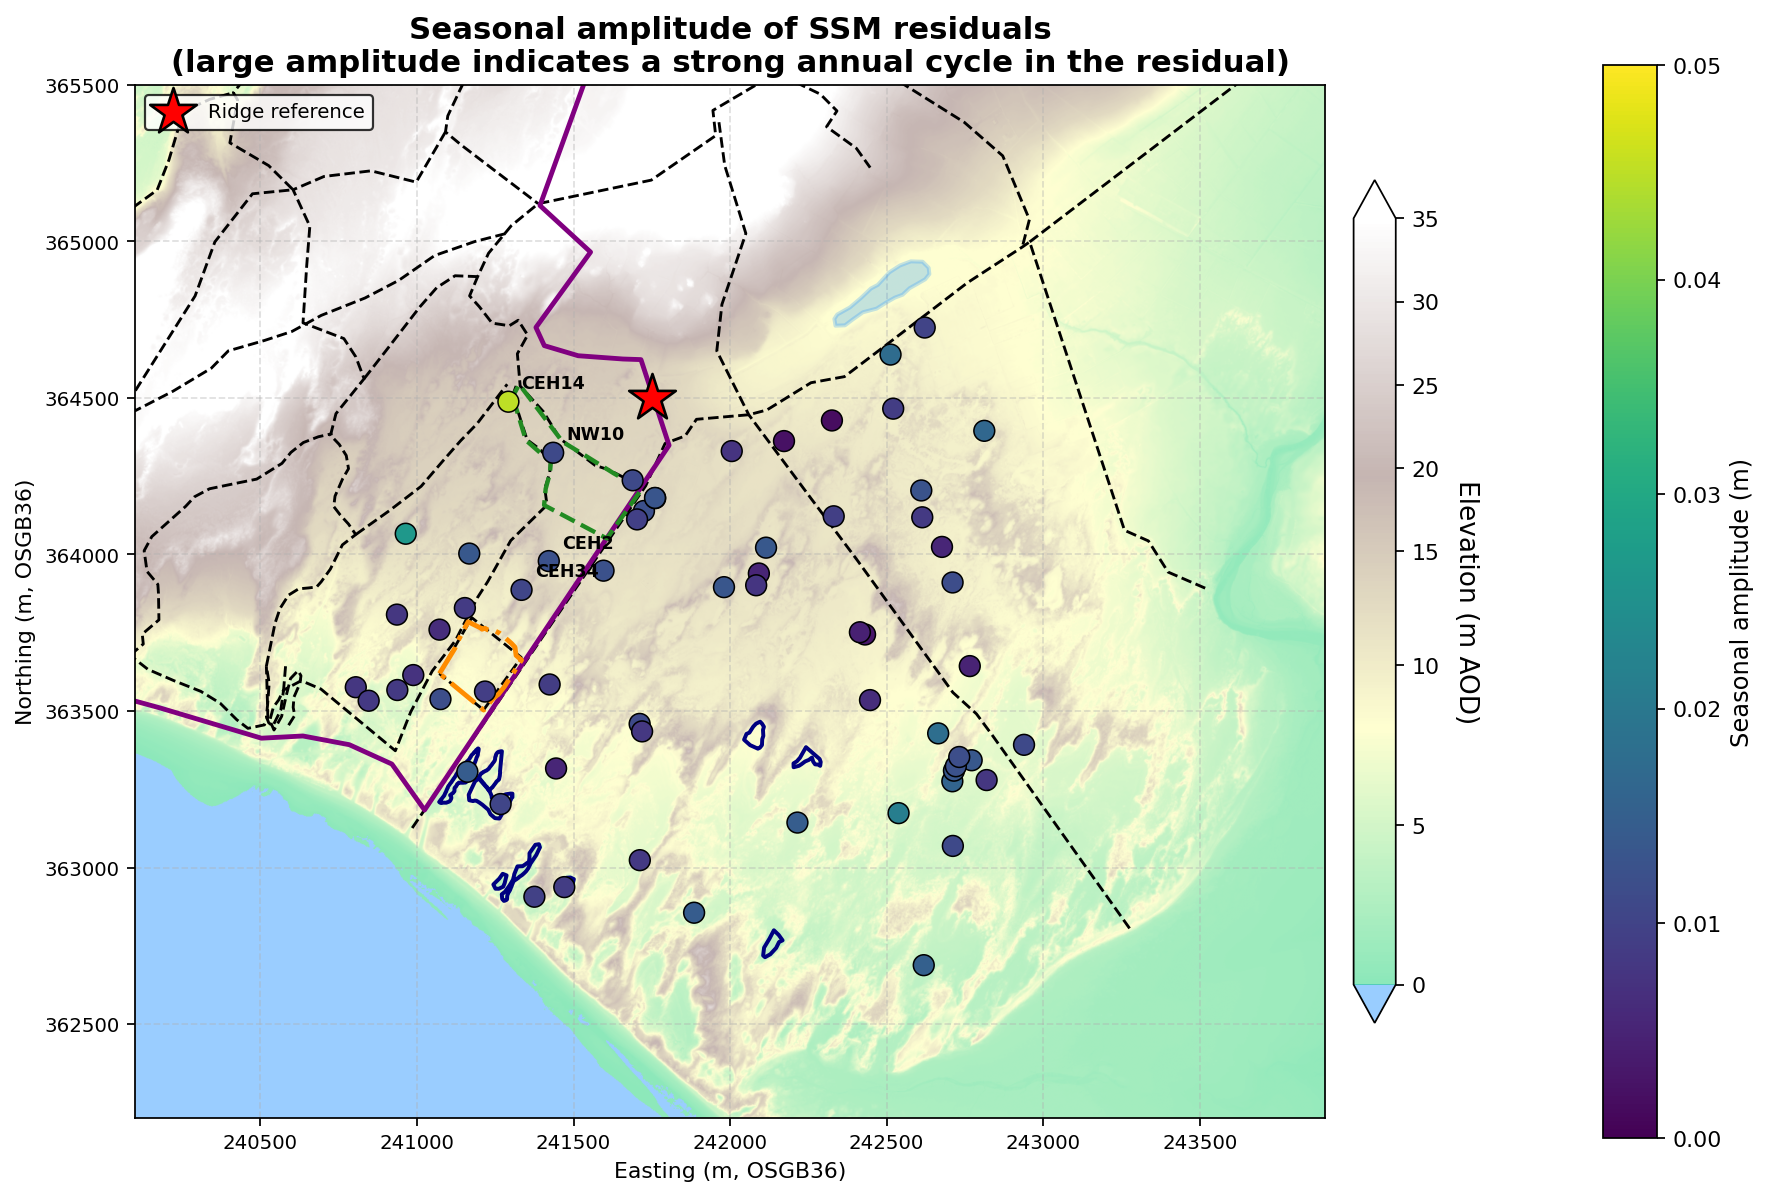 Seasonal amplitude of SSM residuals
(large amplitude indicates a strong annual cycle in the residual)
Ridge reference
365500
365000
364500
364000
363500
363000
362500
Northing (m, OSGB36)
CEH14
NW10
CEH2
CEH34
240500
241000
241500
242000
242500
243000
243500
Easting (m, OSGB36)
35
30
25
20
15
10
5
0
Elevation (m AOD)
0.05
0.04
0.03
0.02
0.01
0.00
Seasonal amplitude (m)